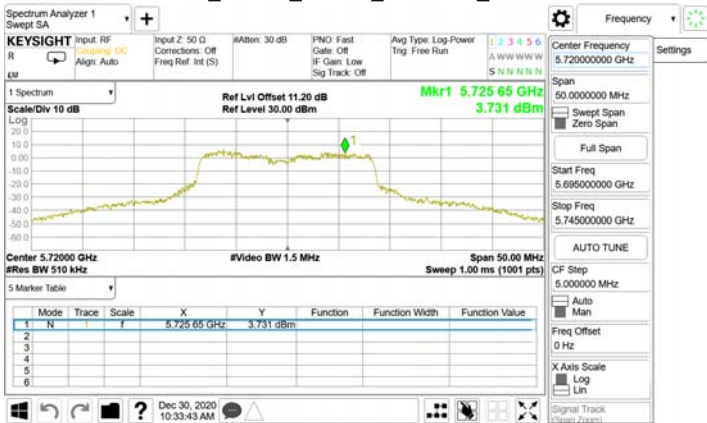 Spectrum Analyzer 1
Swept SA
Frequency
KEYSIGHT
R
Input: RF
Coupling: DC
Align: Auto
Input Z: 50 Ω
Corrections: Off
Freq Ref: Int (S)
#Atten: 30 dB
PNO: Fast
Gate: Off
IF Gain: Low
Sig Track: Off
Avg Type: Log-Power
Trig: Free Run
1 2 3 4 5 6
A W W W W W
S N N N N N
1 Spectrum
Scale/Div 10 dB
Ref Lvl Offset 11.20 dB
Ref Level 30.00 dBm
Mkr1 5.725 65 GHz
3.731 dBm
Log
20.0
10.0
0.00
-10.0
-20.0
-30.0
-40.0
-50.0
-60.0
1
Center 5.72000 GHz
#Res BW 510 kHz
#Video BW 1.5 MHz
Span 50.00 MHz
Sweep 1.00 ms (1001 pts)
5 Marker Table
Mode Trace Scale X Y Function Function Width Function Value
1 N 1 f 5.725 65 GHz 3.731 dBm
2
3
4
5
6
Dec 30, 2020
10:33:43 AM
Center Frequency
5.720000000 GHz
Settings
Span
50.0000000 MHz
Swept Span
Zero Span
Full Span
Start Freq
5.695000000 GHz
Stop Freq
5.745000000 GHz
AUTO TUNE
CF Step
5.000000 MHz
Auto
Man
Freq Offset
0 Hz
X Axis Scale
Log
Lin
Signal Track
(Span Zoom)